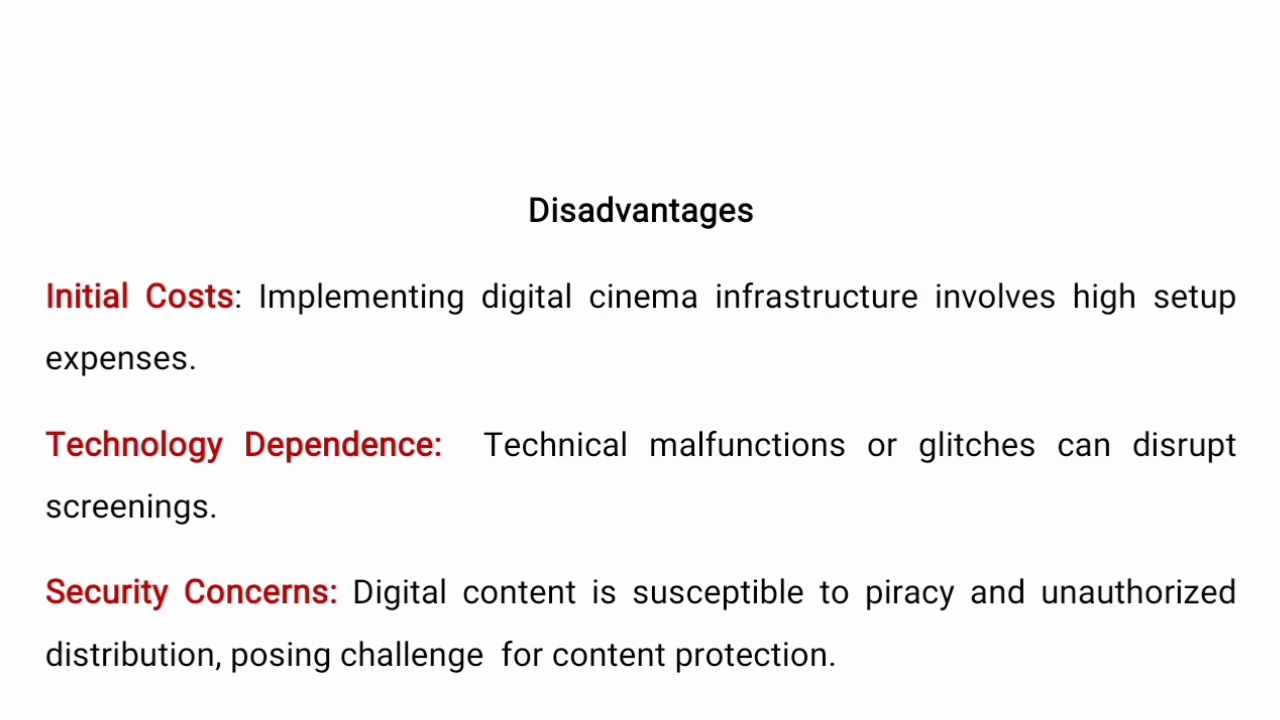 Disadvantages
Initial Costs: Implementing digital cinema infrastructure involves high setup
expenses.
Technology Dependence: Technical malfunctions or glitches can disrupt
screenings.
Security Concerns: Digital content is susceptible to piracy and unauthorized
distribution, posing challenge for content protection.